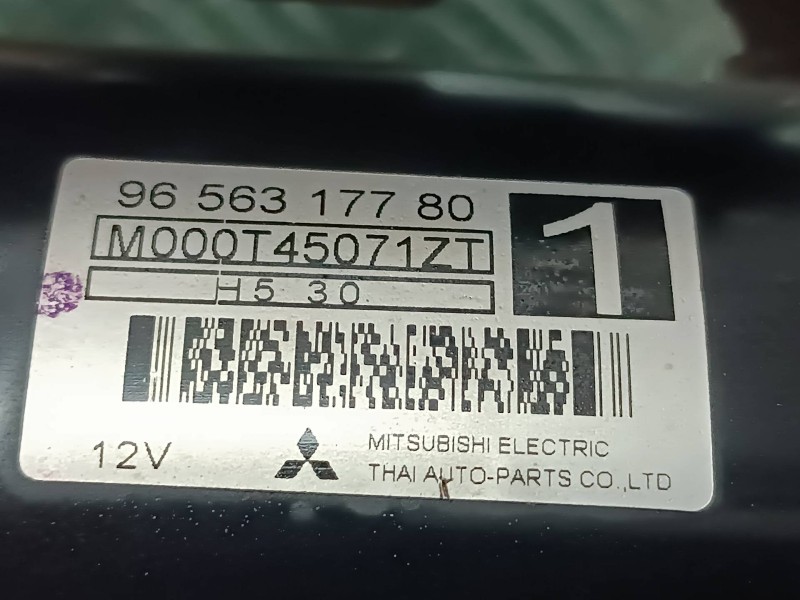 96 563 177 80
1
M000T45071ZT
H5 30
12V
MITSUBISHI ELECTRIC
THAI AUTO-PARTS CO.,LTD